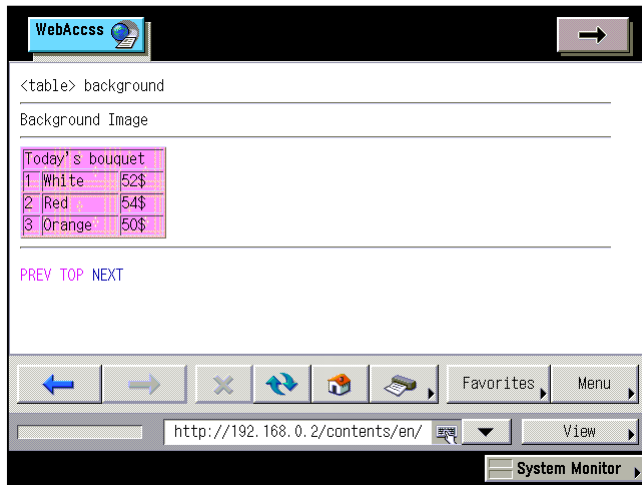 WebAccss
<table> background
Background Image
Today's bouquet
1 White 52$
2 Red 54$
3 Orange 50$
PREV TOP NEXT
Favorites Menu
http://192.168.0.2/contents/en/ View
System Monitor